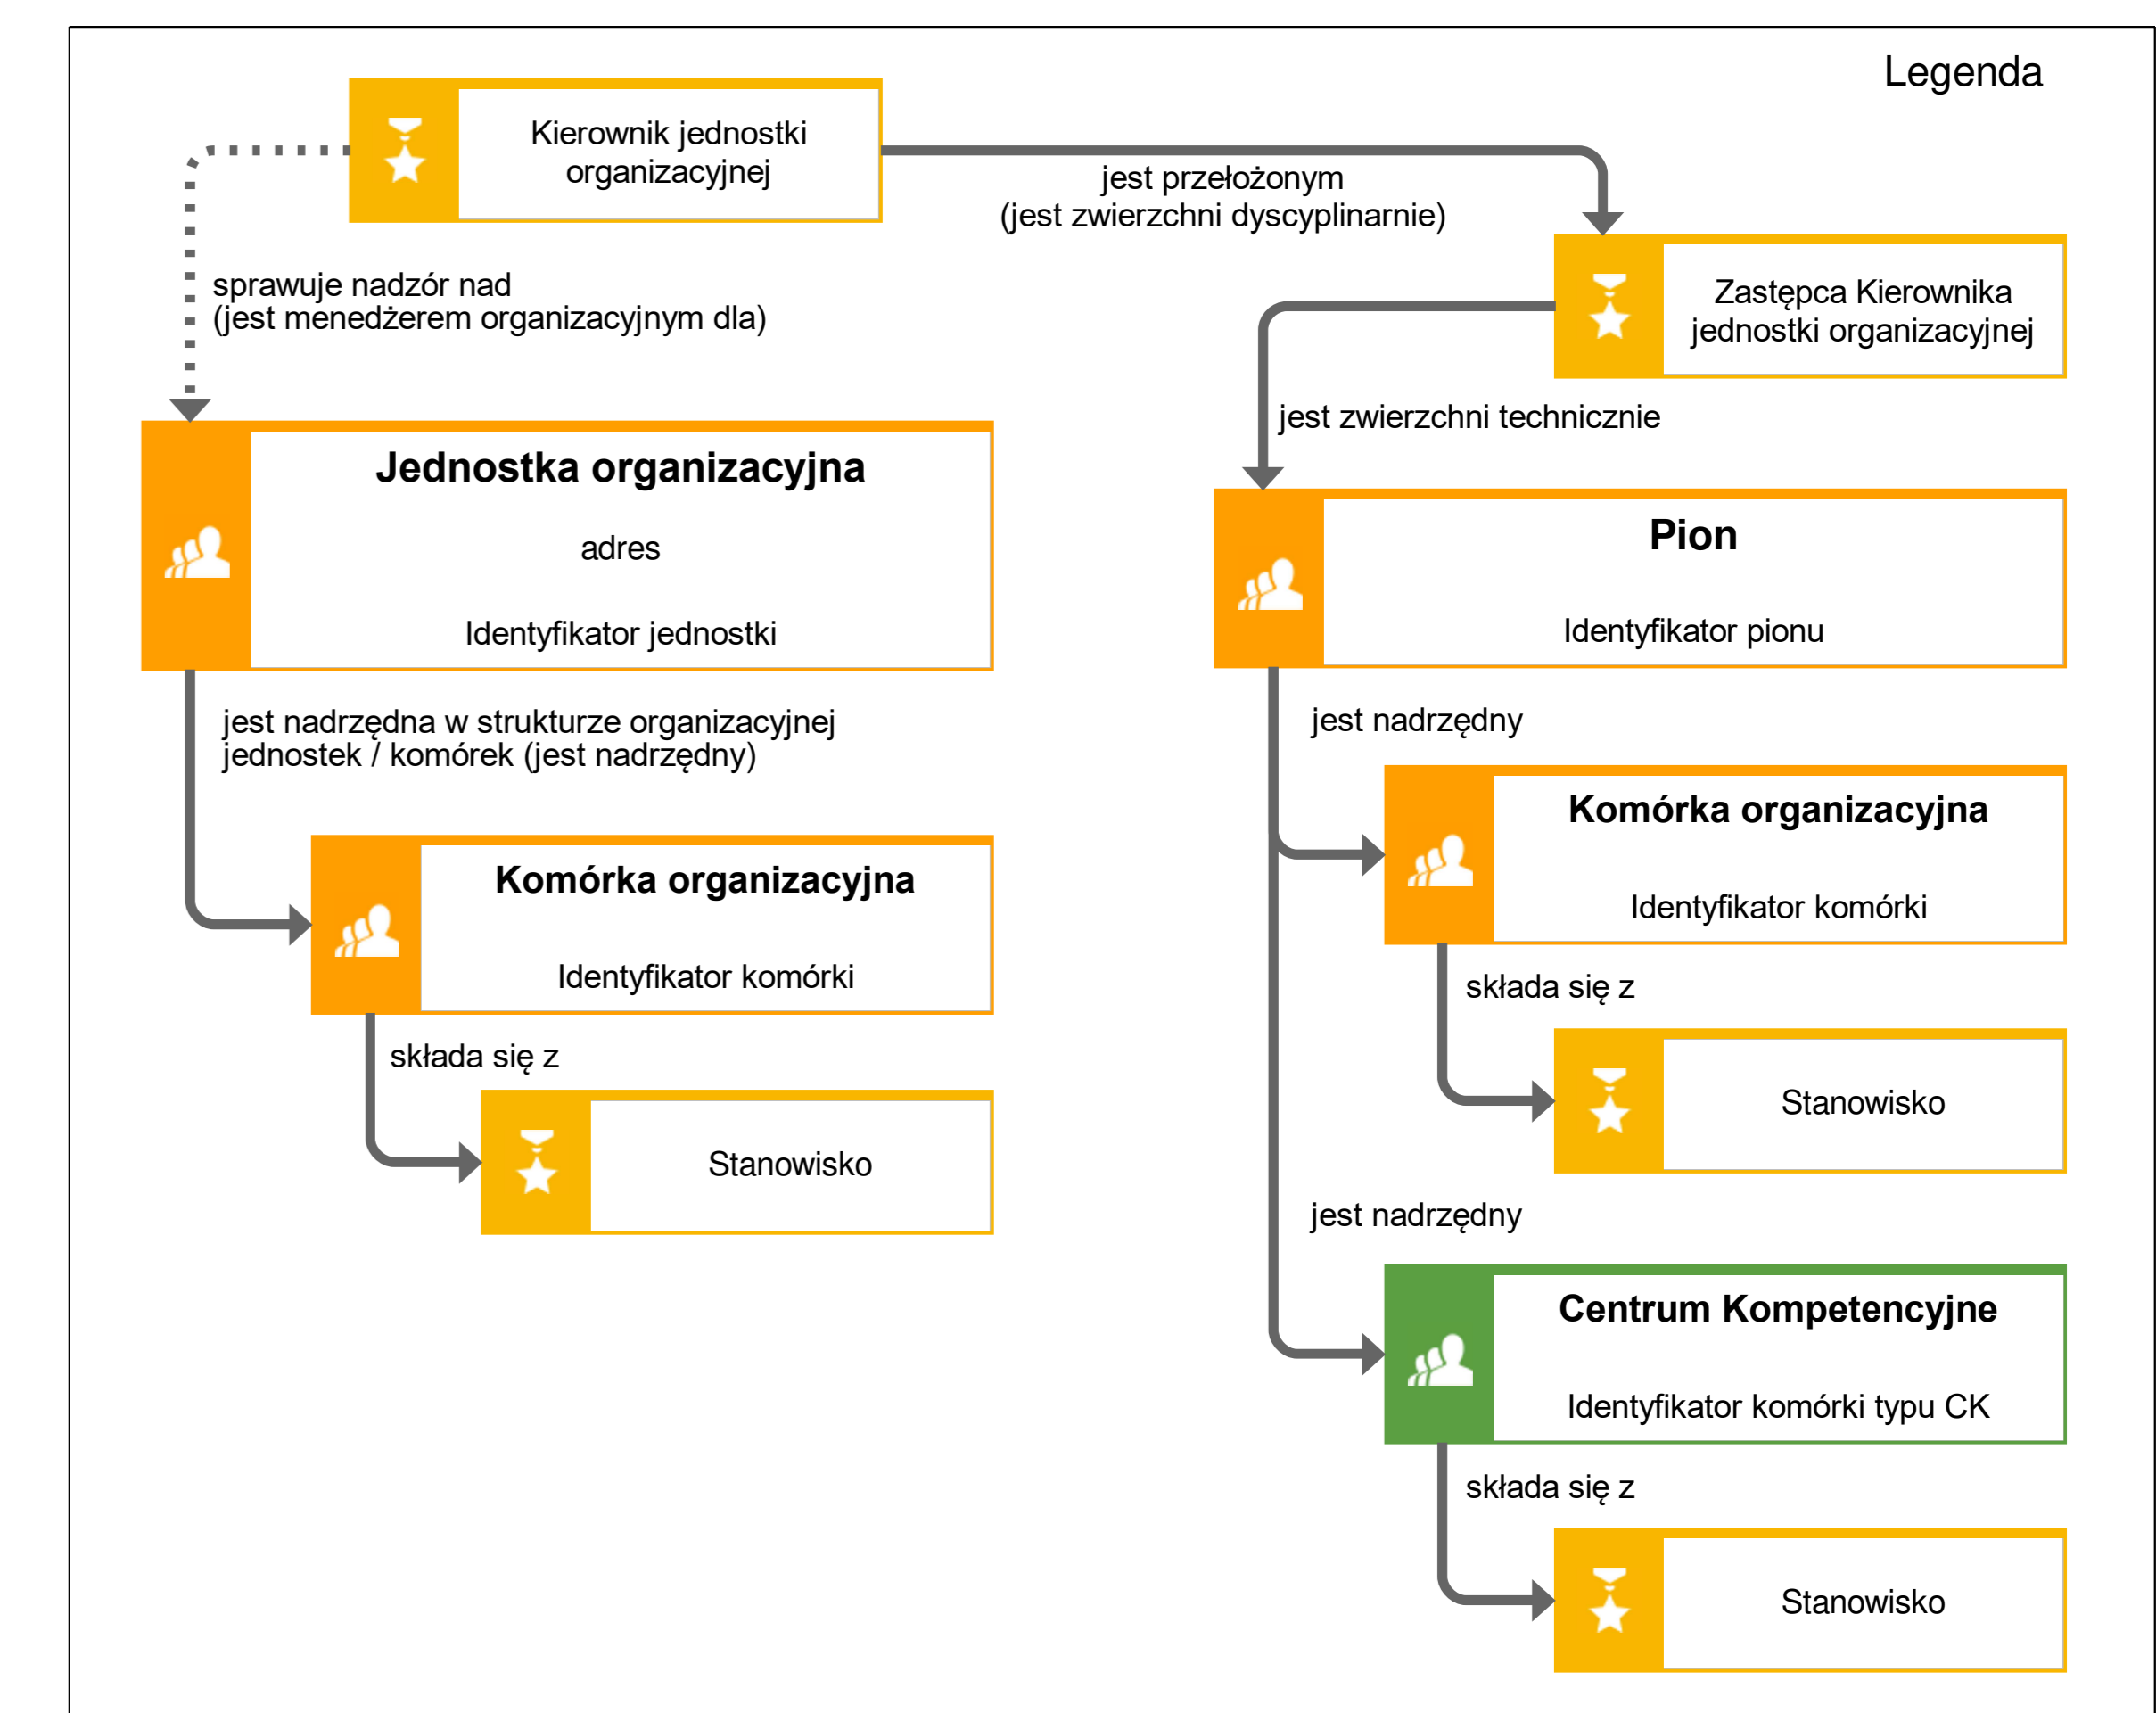 Legenda
Kierownik jednostki
organizacyjnej
jest przełożonym
(jest zwierzchni dyscyplinarnie)
sprawuje nadzór nad
(jest menedżerem organizacyjnym dla)
Zastępca Kierownika
jednostki organizacyjnej
jest zwierzchni technicznie
Jednostka organizacyjna
adres
Identyfikator jednostki
jest nadrzędna w strukturze organizacyjnej
jednostek / komórek (jest nadrzędny)
Komórka organizacyjna
Identyfikator komórki
składa się z
Stanowisko
Pion
Identyfikator pionu
jest nadrzędny
Komórka organizacyjna
Identyfikator komórki
składa się z
Stanowisko
jest nadrzędny
Centrum Kompetencyjne
Identyfikator komórki typu CK
składa się z
Stanowisko